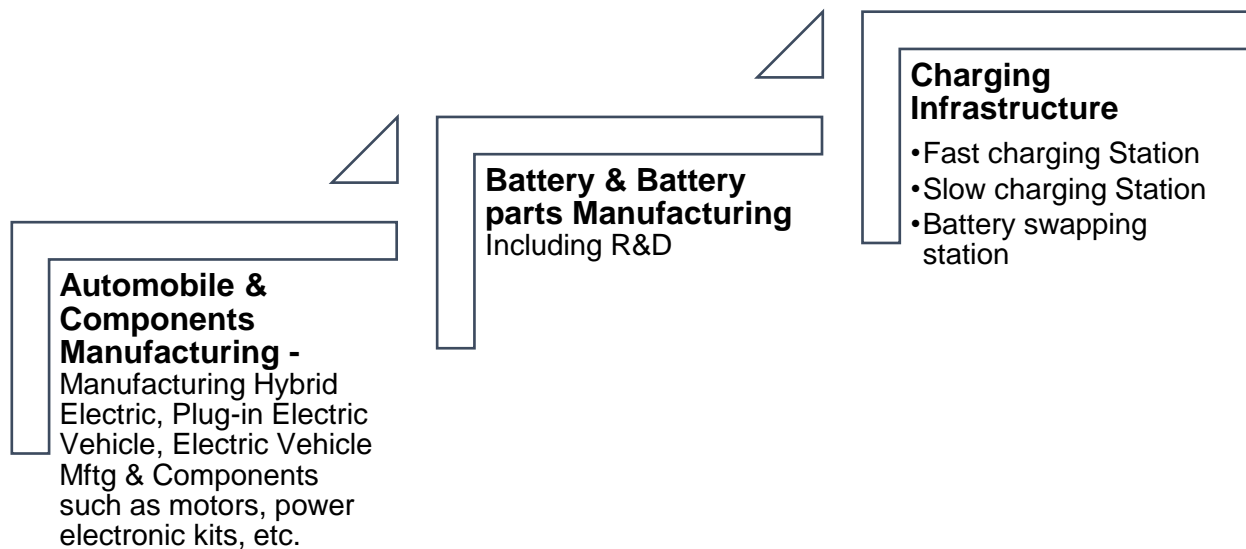 Automobile &
Components
Manufacturing -
Manufacturing Hybrid
Electric, Plug-in Electric
Vehicle, Electric Vehicle
Mftg & Components
such as motors, power
electronic kits, etc.
Battery & Battery
parts Manufacturing
Including R&D
Charging
Infrastructure
•Fast charging Station
•Slow charging Station
•Battery swapping
station